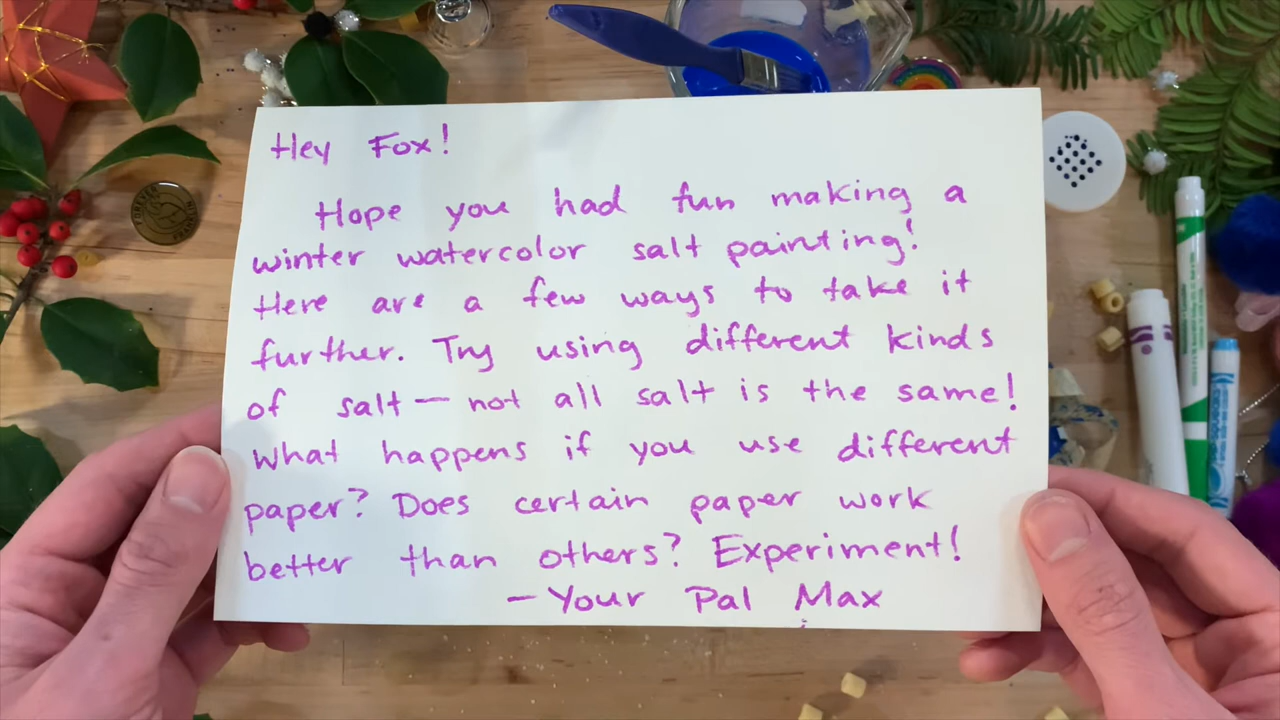 Hey Fox!
Hope you had fun making a
winter watercolor salt painting!
Here are a few ways to take it
further. Try using different kinds
of salt — not all salt is the same!
What happens if you use different
paper? Does certain paper work
better than others? Experiment!
- Your Pal Max